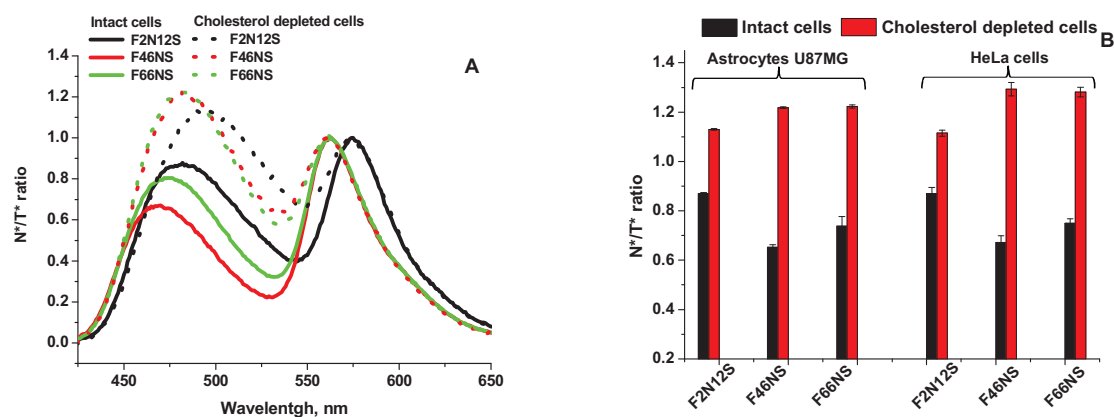 Intact cells Cholesterol depleted cells
F2N12S F2N12S
F46NS F46NS
F66NS F66NS
A
1.4
1.2
1.0
0.8
0.6
0.4
0.2
0.0
N*/T* ratio
450 500 550 600 650
Wavelentgh, nm
Intact cells Cholesterol depleted cells
B
Astrocytes U87MG HeLa cells
1.4
1.2
1.0
0.8
0.6
0.4
0.2
N*/T* ratio
F2N12S F46NS F66NS F2N12S F46NS F66NS